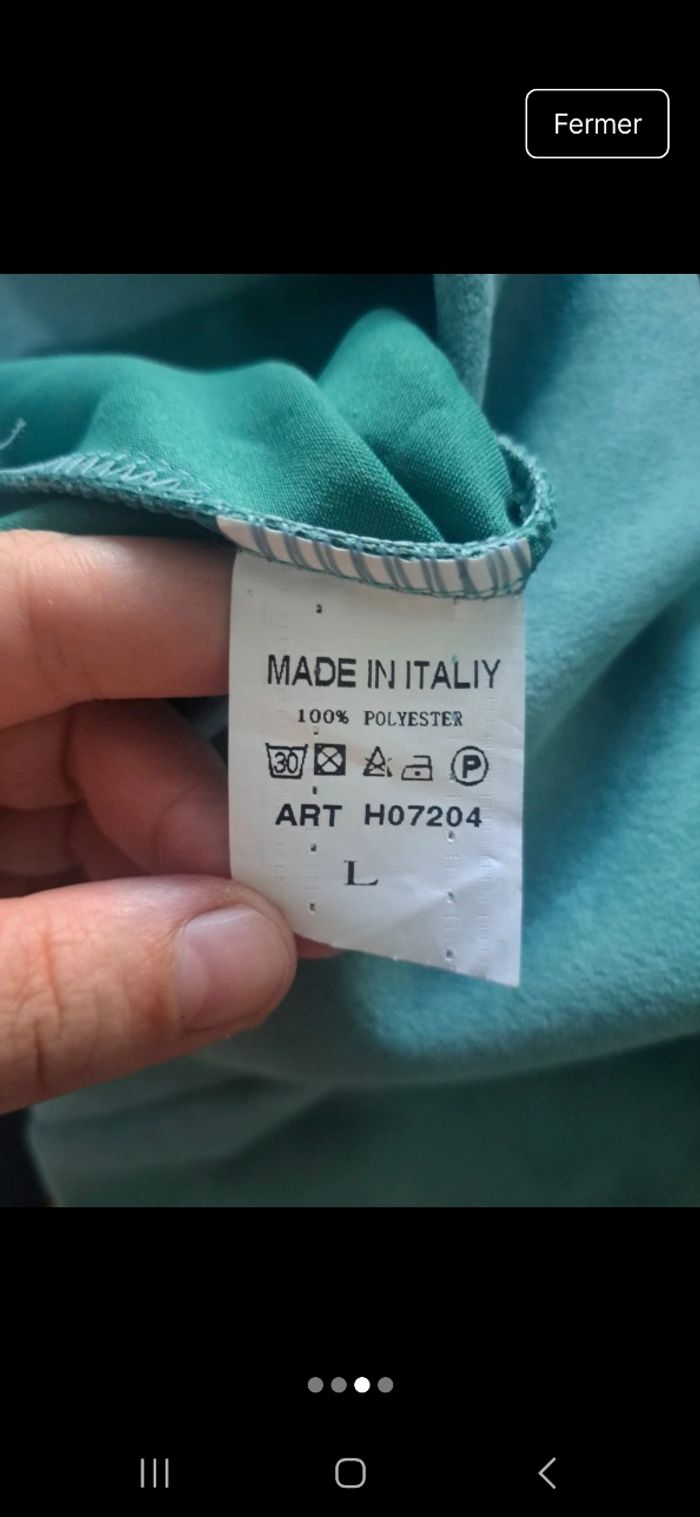 Fermer
MADE IN ITALIY
100% POLYESTER
30 P
ART H07204
L